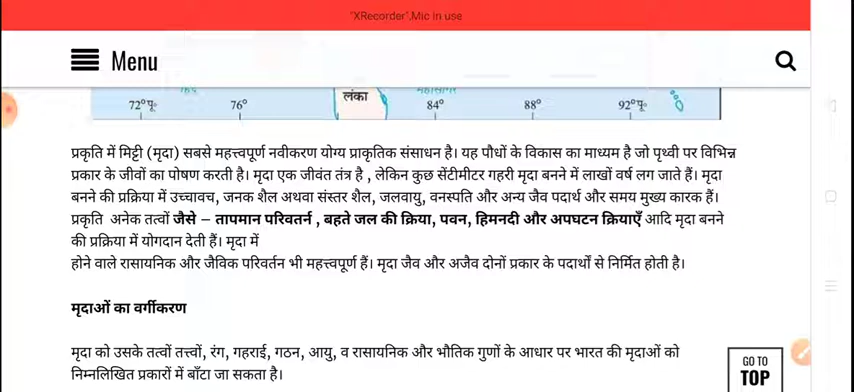 "XRecorder",Mic in use
Menu
लंका
72°पू॰ 76° 84° 88° 92°पू॰
प्रकृति में मिट्टी (मृदा) सबसे महत्त्वपूर्ण नवीकरण योग्य प्राकृतिक संसाधन है। यह पौधों के विकास का माध्यम है जो पृथ्वी पर विभिन्न
प्रकार के जीवों का पोषण करती है। मृदा एक जीवंत तंत्र है , लेकिन कुछ सेंटीमीटर गहरी मृदा बनने में लाखों वर्ष लग जाते हैं। मृदा
बनने की प्रक्रिया में उच्चावच, जनक शैल अथवा संस्तर शैल, जलवायु, वनस्पति और अन्य जैव पदार्थ और समय मुख्य कारक हैं।
प्रकृति अनेक तत्वों जैसे – तापमान परिवतर्न , बहते जल की क्रिया, पवन, हिमनदी और अपघटन क्रियाएँ आदि मृदा बनने
की प्रक्रिया में योगदान देती हैं। मृदा में
होने वाले रासायनिक और जैविक परिवर्तन भी महत्त्वपूर्ण हैं। मृदा जैव और अजैव दोनों प्रकार के पदार्थों से निर्मित होती है।
मृदाओं का वर्गीकरण
मृदा को उसके तत्वों तत्त्वों, रंग, गहराई, गठन, आयु, व रासायनिक और भौतिक गुणों के आधार पर भारत की मृदाओं को
निम्नलिखित प्रकारों में बाँटा जा सकता है।
GO TO
TOP